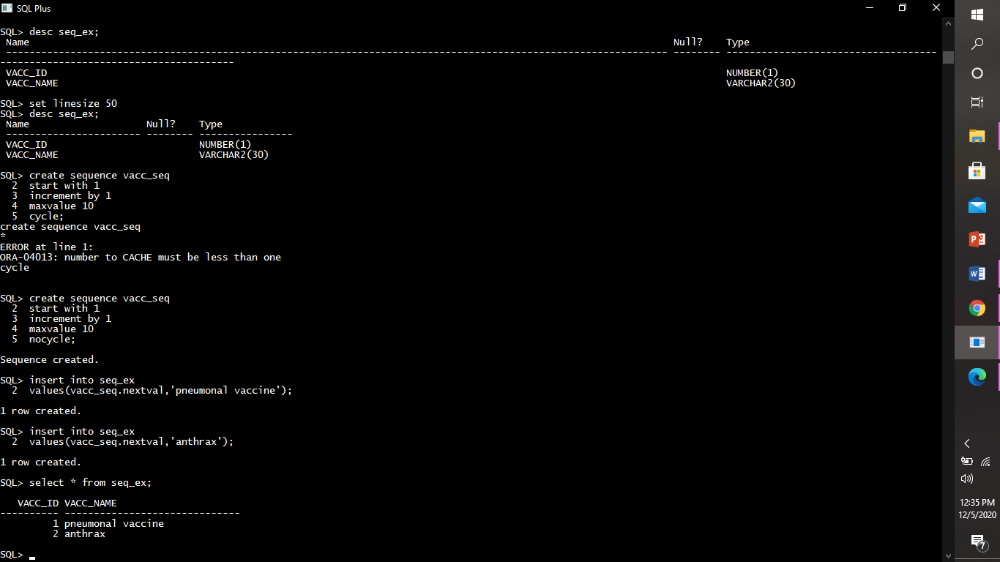 SQL Plus
SQL> desc seq_ex;
 Name                                                                                                              Null?    Type
 ----------------------------------------------------------------------------------------------------------------- -------- ------------------------------------
----------------------------------------
 VACC_ID                                                                                                                    NUMBER(1)
 VACC_NAME                                                                                                                  VARCHAR2(30)
SQL> set linesize 50
SQL> desc seq_ex;
 Name                    Null?    Type
 ----------------------- -------- ----------------
 VACC_ID                          NUMBER(1)
 VACC_NAME                        VARCHAR2(30)
SQL> create sequence vacc_seq
  2  start with 1
  3  increment by 1
  4  maxvalue 10
  5  cycle;
create sequence vacc_seq
*
ERROR at line 1:
ORA-04013: number to CACHE must be less than one
cycle
SQL> create sequence vacc_seq
  2  start with 1
  3  increment by 1
  4  maxvalue 10
  5  nocycle;
Sequence created.
SQL> insert into seq_ex
  2  values(vacc_seq.nextval,'pneumonal vaccine');
1 row created.
SQL> insert into seq_ex
  2  values(vacc_seq.nextval,'anthrax');
1 row created.
SQL> select * from seq_ex;
   VACC_ID VACC_NAME
---------- ------------------------------
         1 pneumonal vaccine
         2 anthrax
SQL>
P
W
12:35 PM
12/5/2020
7